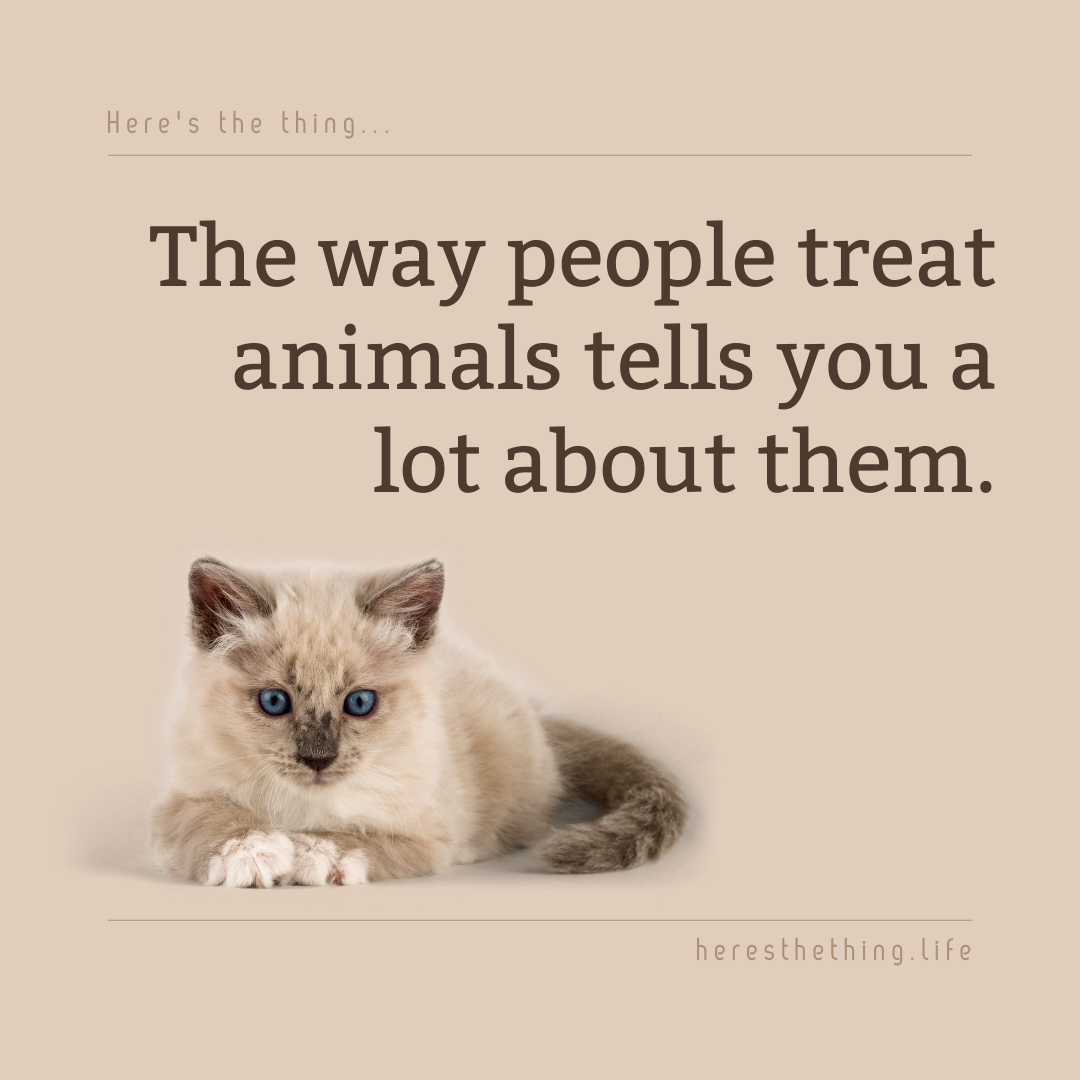 Here's the thing...
The way people treat
animals tells you a
lot about them.
heresthething.life